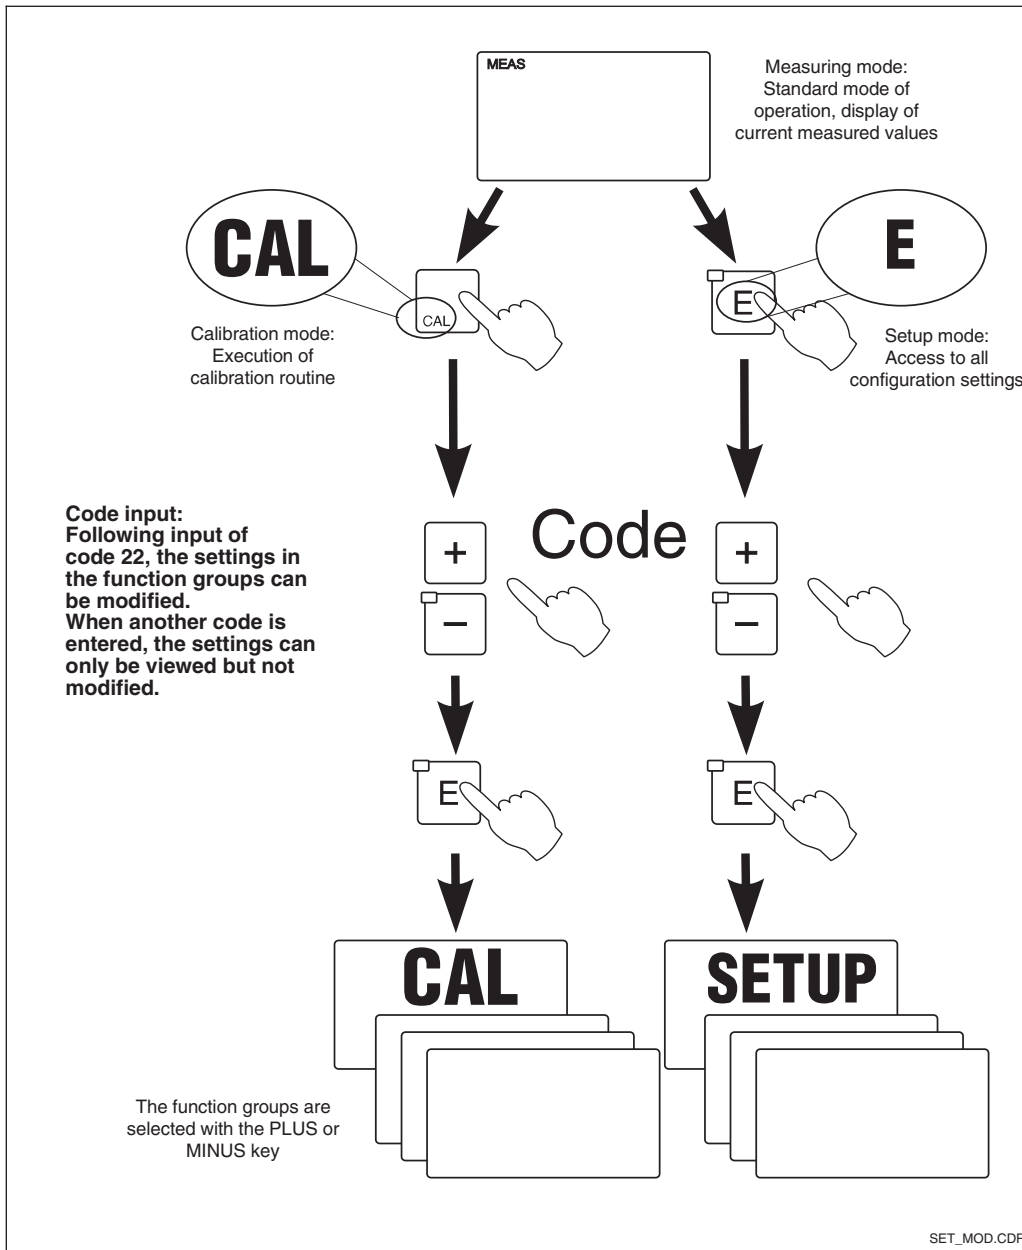 MEAS
Measuring mode:
Standard mode of
operation, display of
current measured values
CAL
E
CAL
E
Calibration mode:
Execution of
calibration routine
Setup mode:
Access to all
configuration settings
Code input:
Following input of
code 22, the settings in
the function groups can
be modified.
When another code is
entered, the settings can
only be viewed but not
modified.
+
Code
+
−
−
E
E
CAL
SETUP
The function groups are
selected with the PLUS or
MINUS key
SET_MOD.CDR